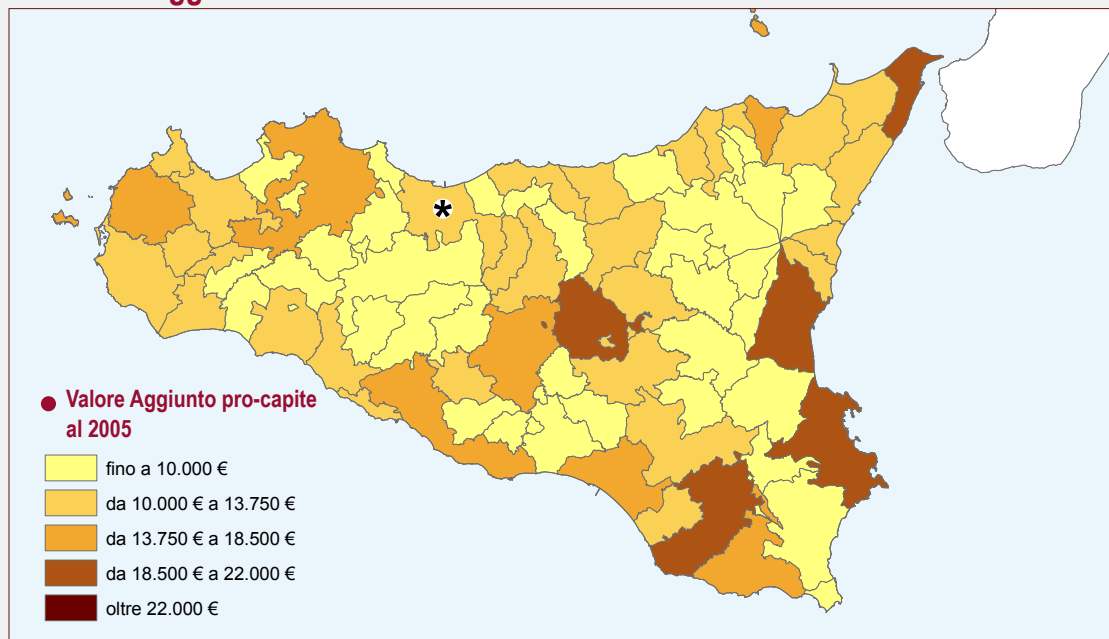 Valore Aggiunto pro-capite
al 2005
fino a 10.000 €
da 10.000 € a 13.750 €
da 13.750 € a 18.500 €
da 18.500 € a 22.000 €
oltre 22.000 €
*